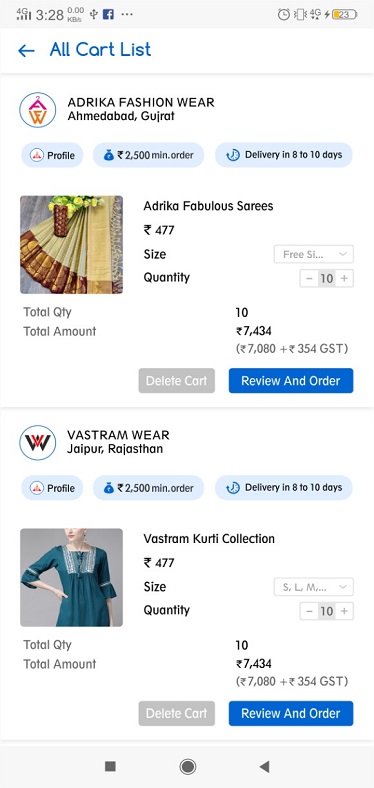 4G 3:28 0.00 KB/s 4G 23
All Cart List
ADRIKA FASHION WEAR
Ahmedabad, Gujrat
Profile ₹ 2,500 min.order Delivery in 8 to 10 days
Adrika Fabulous Sarees
₹ 477
Size Free Si...
Quantity − 10 +
Total Qty 10
Total Amount ₹7,434
(₹7,080 +₹ 354 GST)
Delete Cart Review And Order
VASTRAM WEAR
Jaipur, Rajasthan
Profile ₹ 2,500 min.order Delivery in 8 to 10 days
Vastram Kurti Collection
₹ 477
Size S, L, M,...
Quantity − 10 +
Total Qty 10
Total Amount ₹7,434
(₹7,080 +₹ 354 GST)
Delete Cart Review And Order